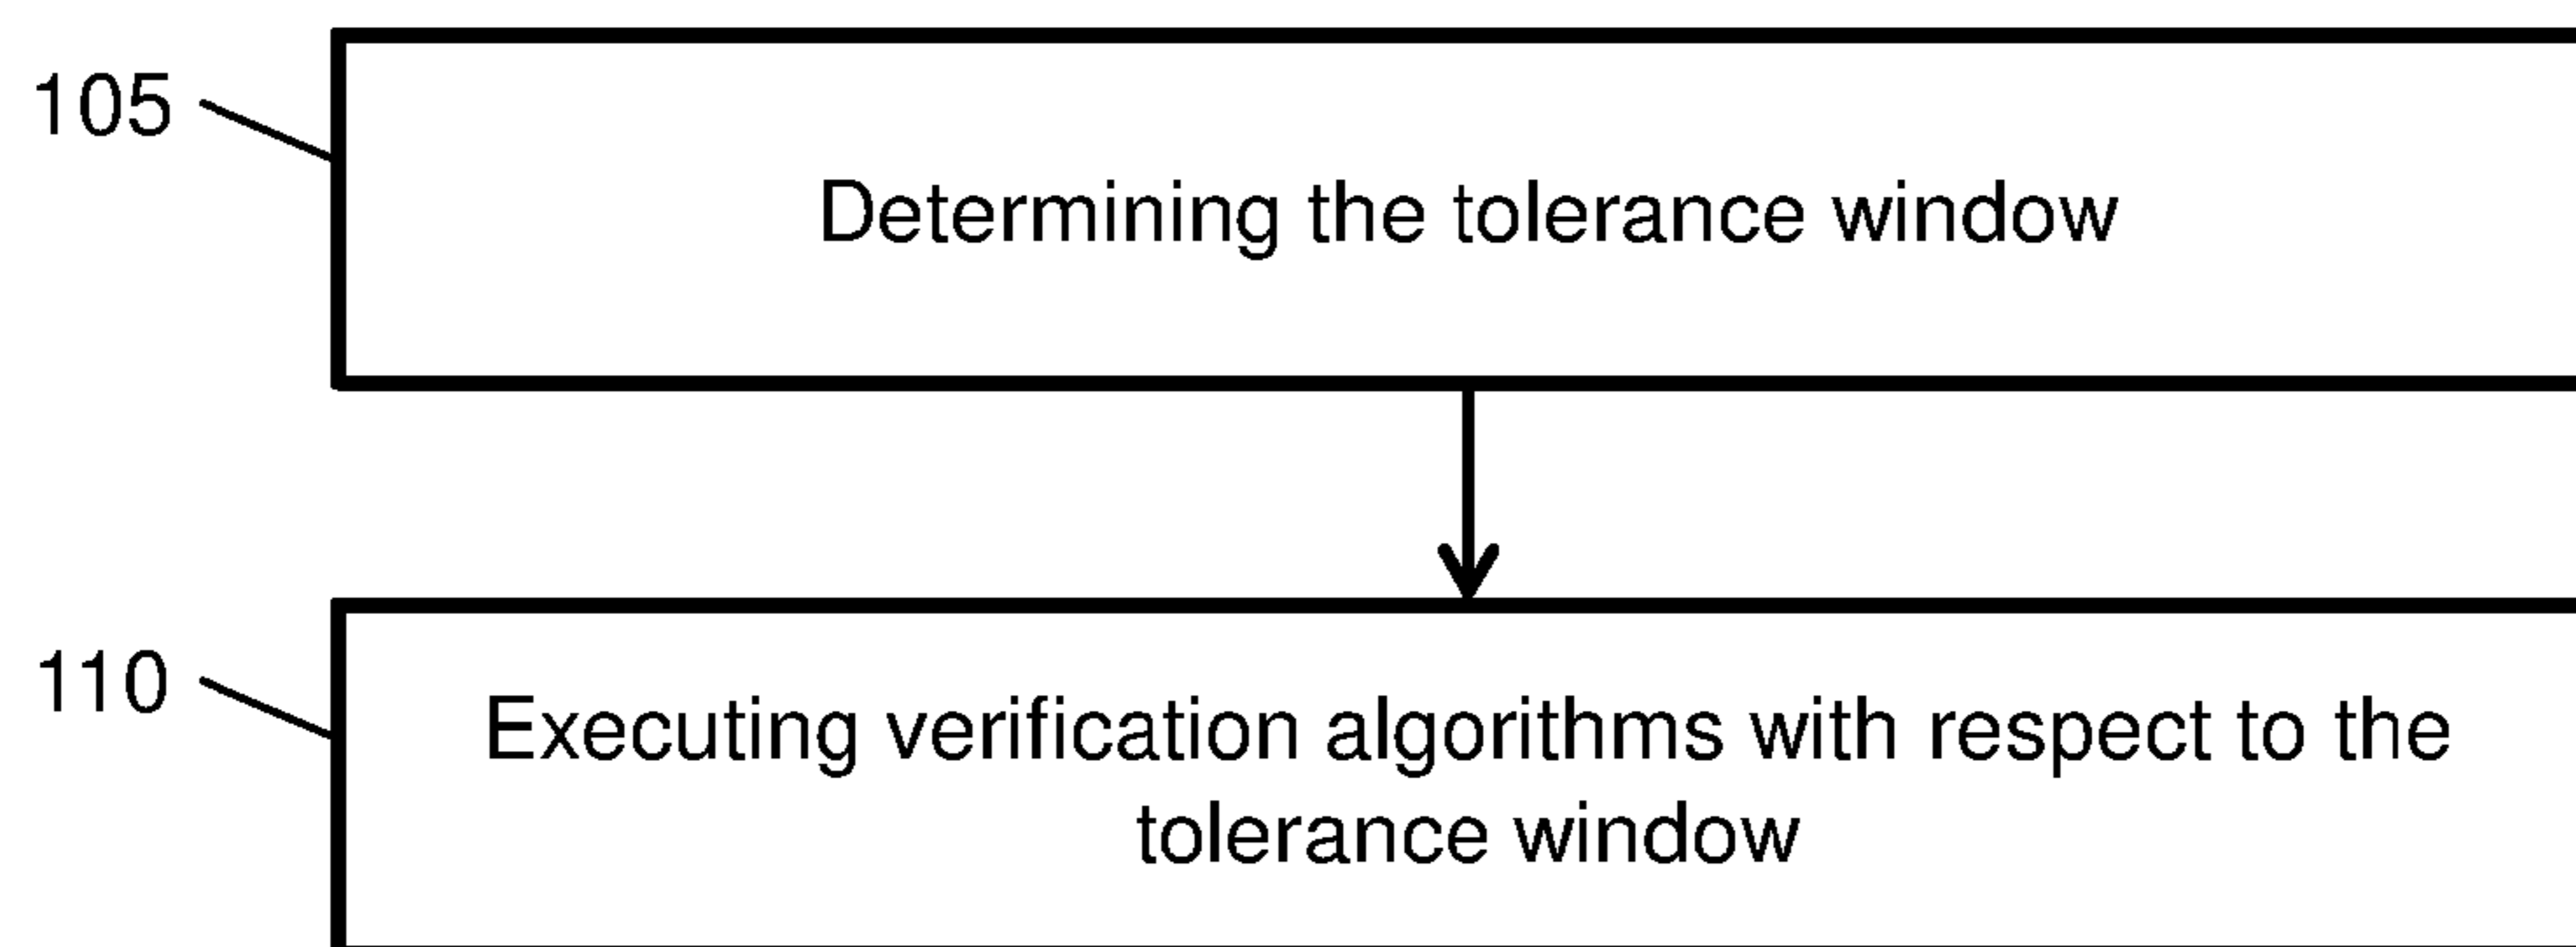 105
Determining the tolerance window
110
Executing verification algorithms with respect to the
tolerance window